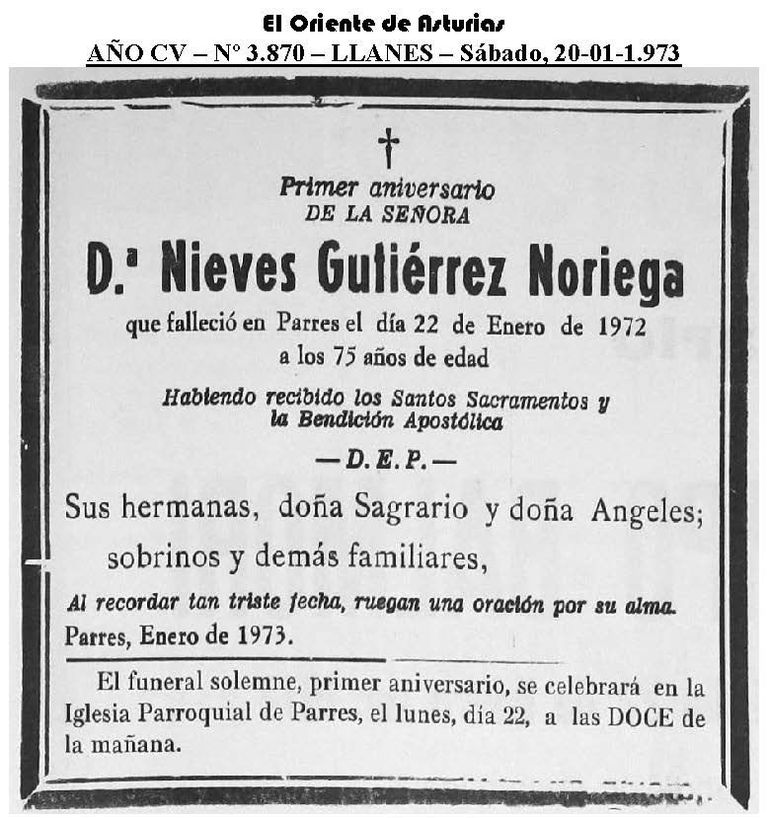 El Oriente de Asturias
AÑO CV – Nº 3.870 – LLANES – Sábado, 20-01-1.973
Primer aniversario
DE LA SEÑORA
D.ª Nieves Gutiérrez Noriega
que falleció en Parres el día 22 de Enero de 1972
a los 75 años de edad
Habiendo recibido los Santos Sacramentos y
la Bendición Apostólica
— D. E. P. —
Sus hermanas, doña Sagrario y doña Angeles;
sobrinos y demás familiares,
Al recordar tan triste fecha, ruegan una oración por su alma.
Parres, Enero de 1973.
El funeral solemne, primer aniversario, se celebrará en la
Iglesia Parroquial de Parres, el lunes, día 22, a las DOCE de
la mañana.